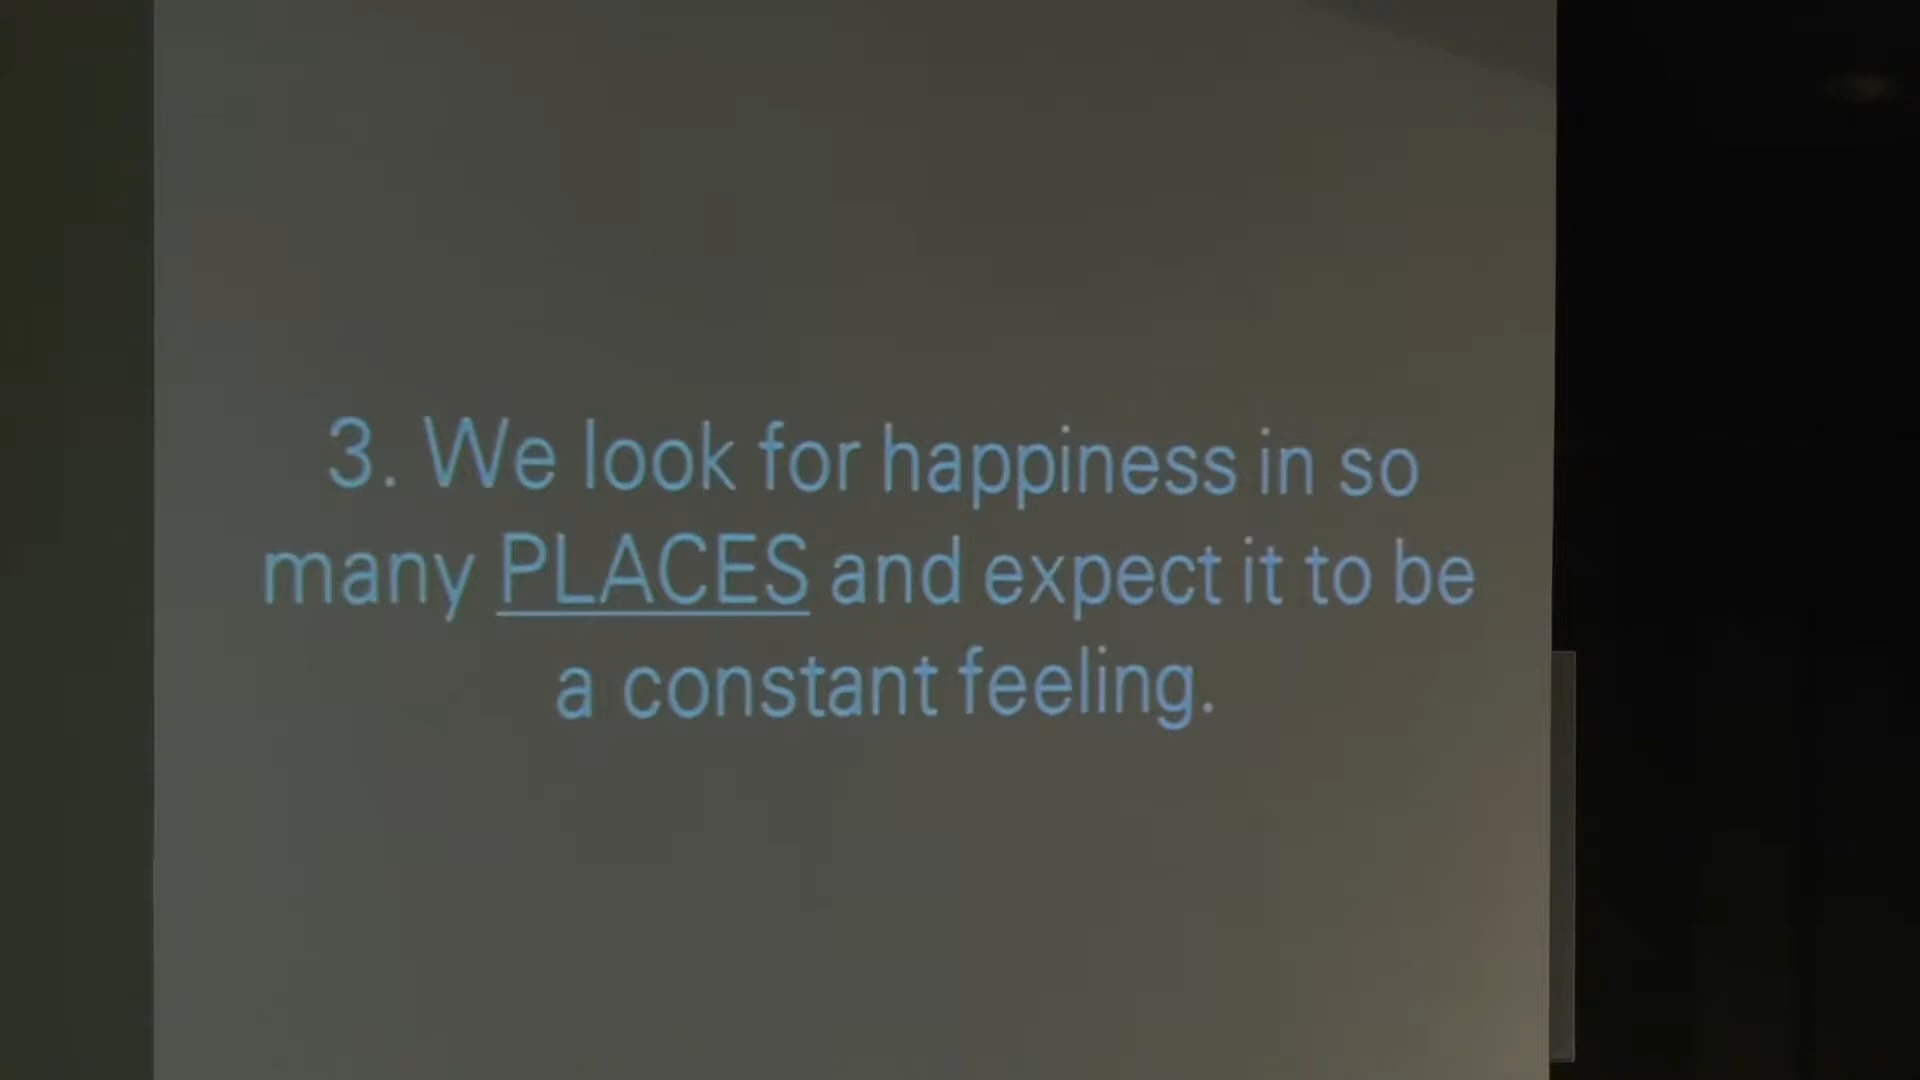 3. We look for happiness in so
many PLACES and expect it to be
a constant feeling.